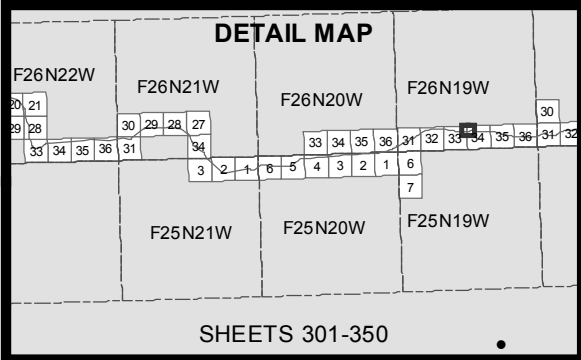 DETAIL MAP
F26N22W
F26N21W
F26N20W
F26N19W
20 21
29 28
33 34 35 36 31
30 29 28 27
34
3 2 1 6 5 4 3 2 1 6
7
33 34 35 36 31 32 33 34 35 36 31 32
30
F25N21W
F25N20W
F25N19W
SHEETS 301-350